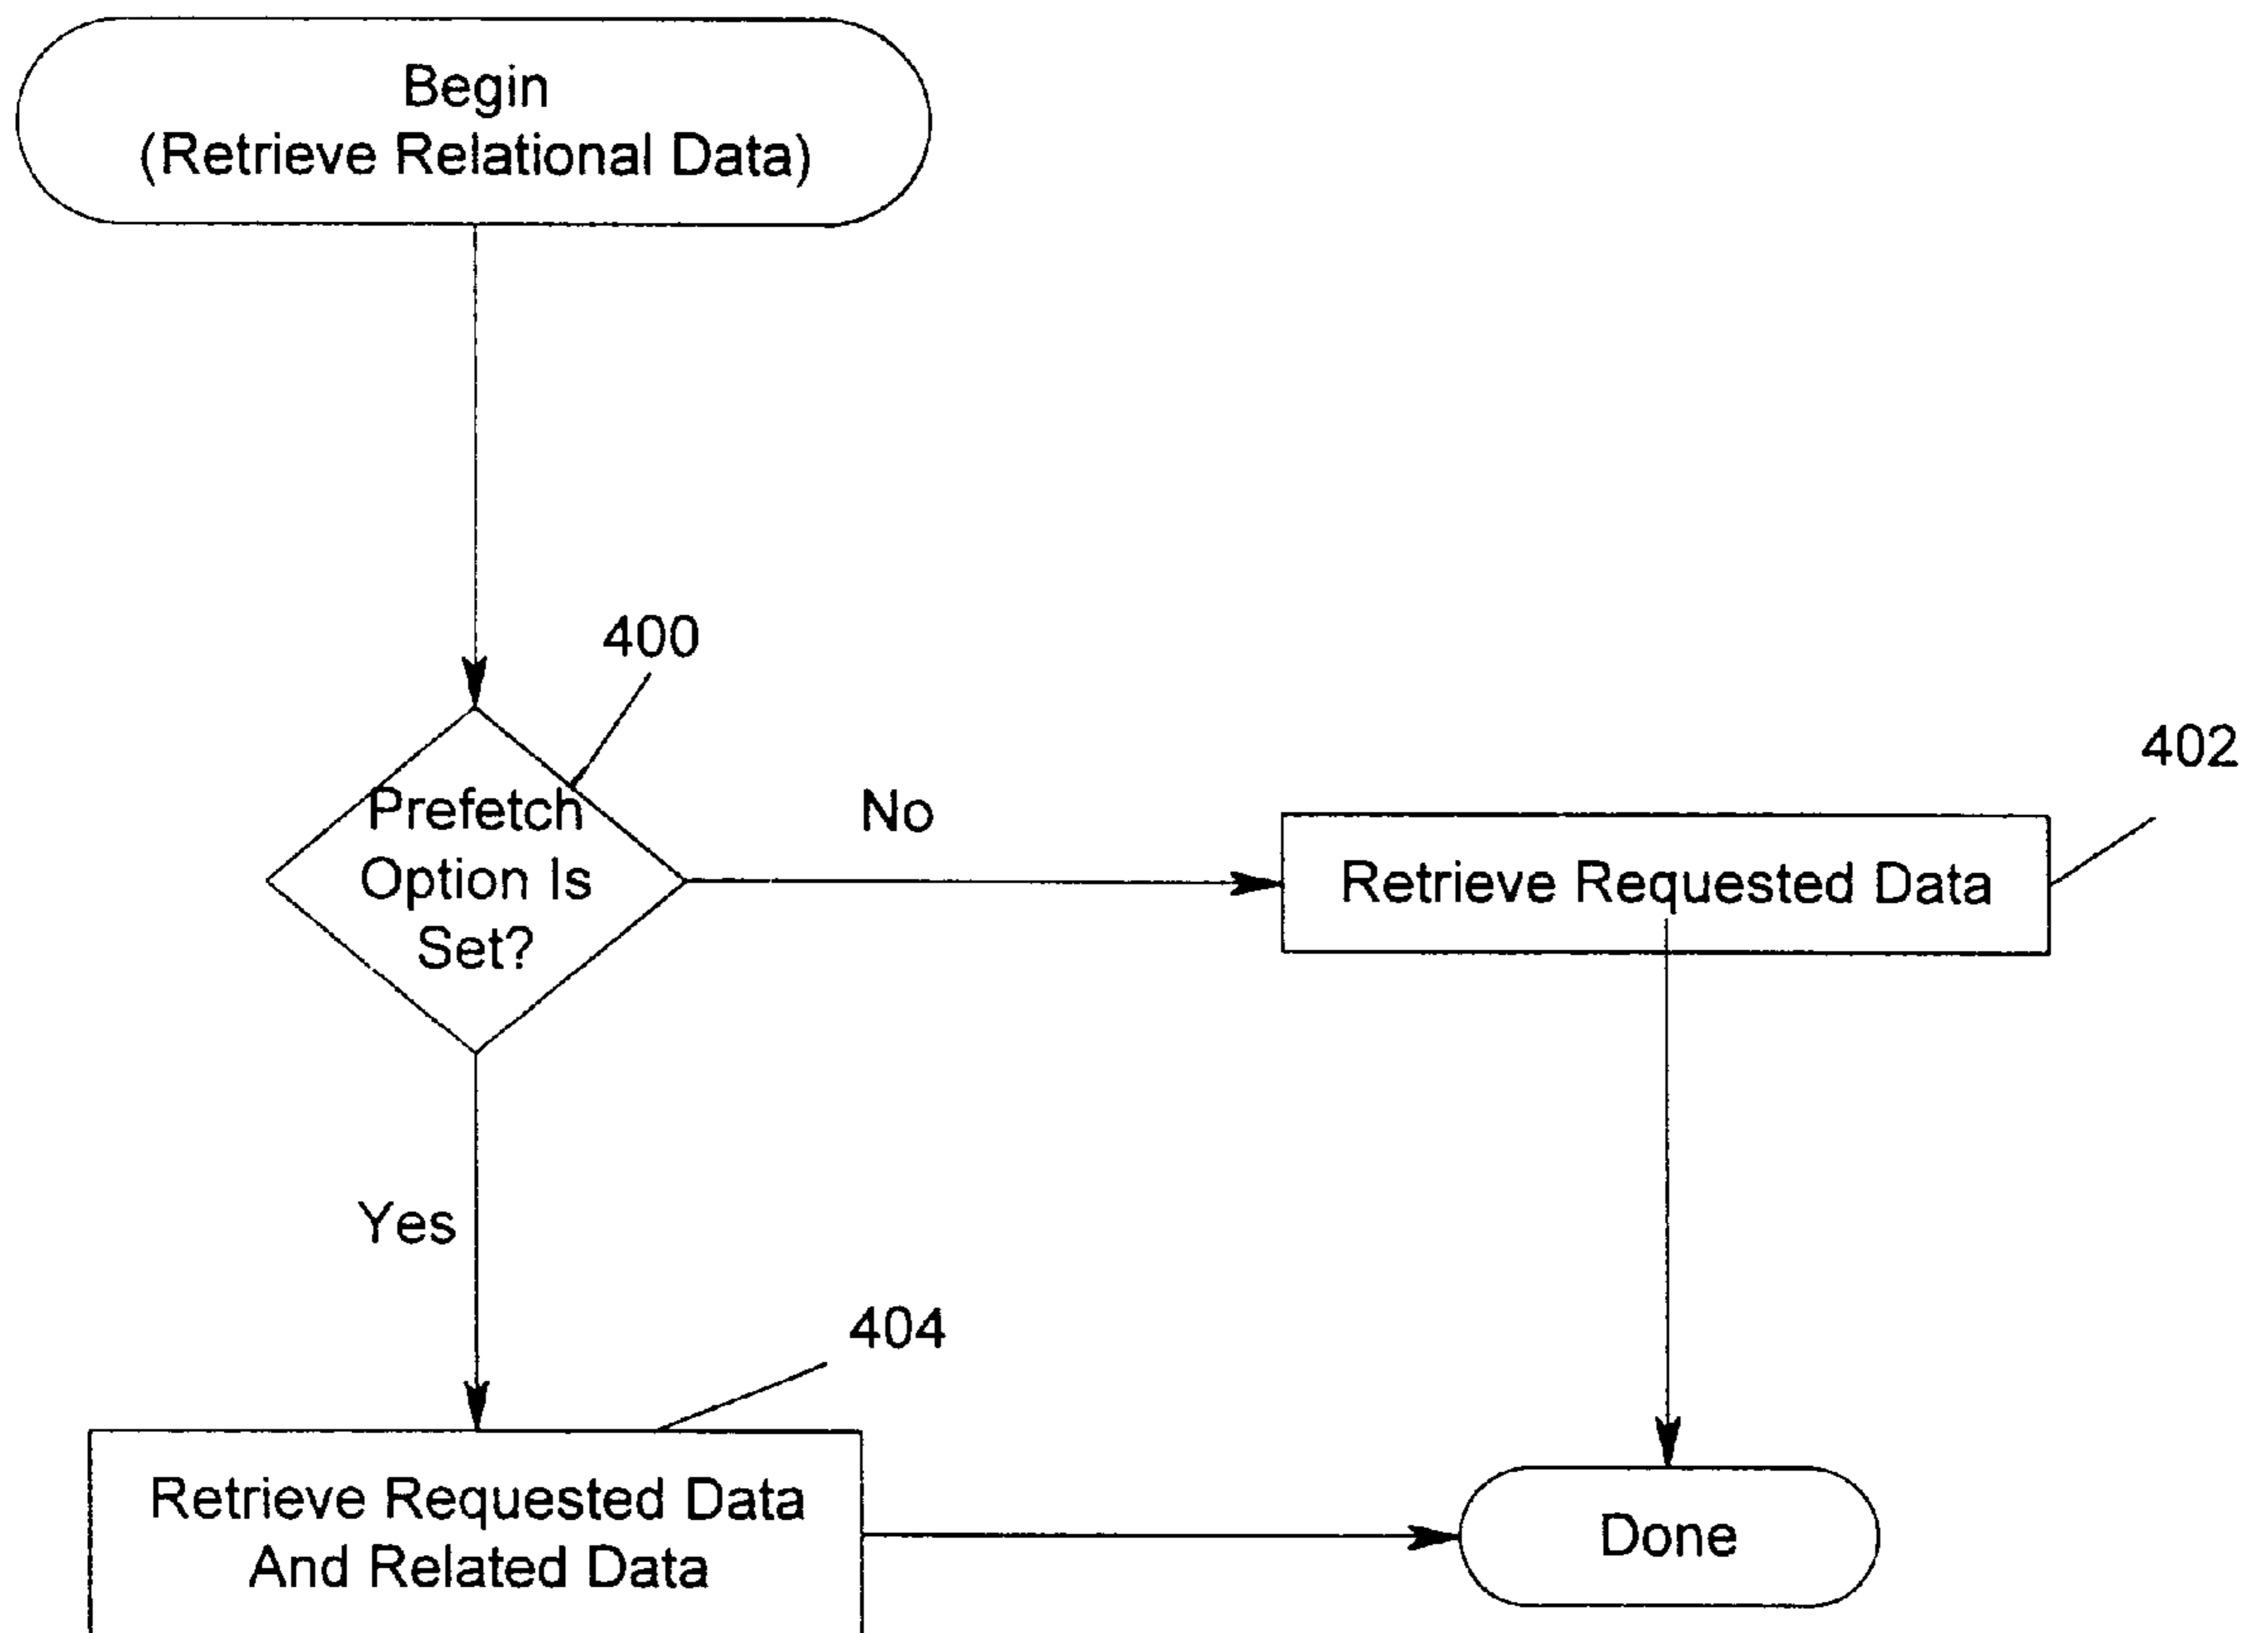 Begin
(Retrieve Relational Data)
400
Prefetch
Option Is
Set?
No
402
Retrieve Requested Data
Yes
404
Retrieve Requested Data
And Related Data
Done